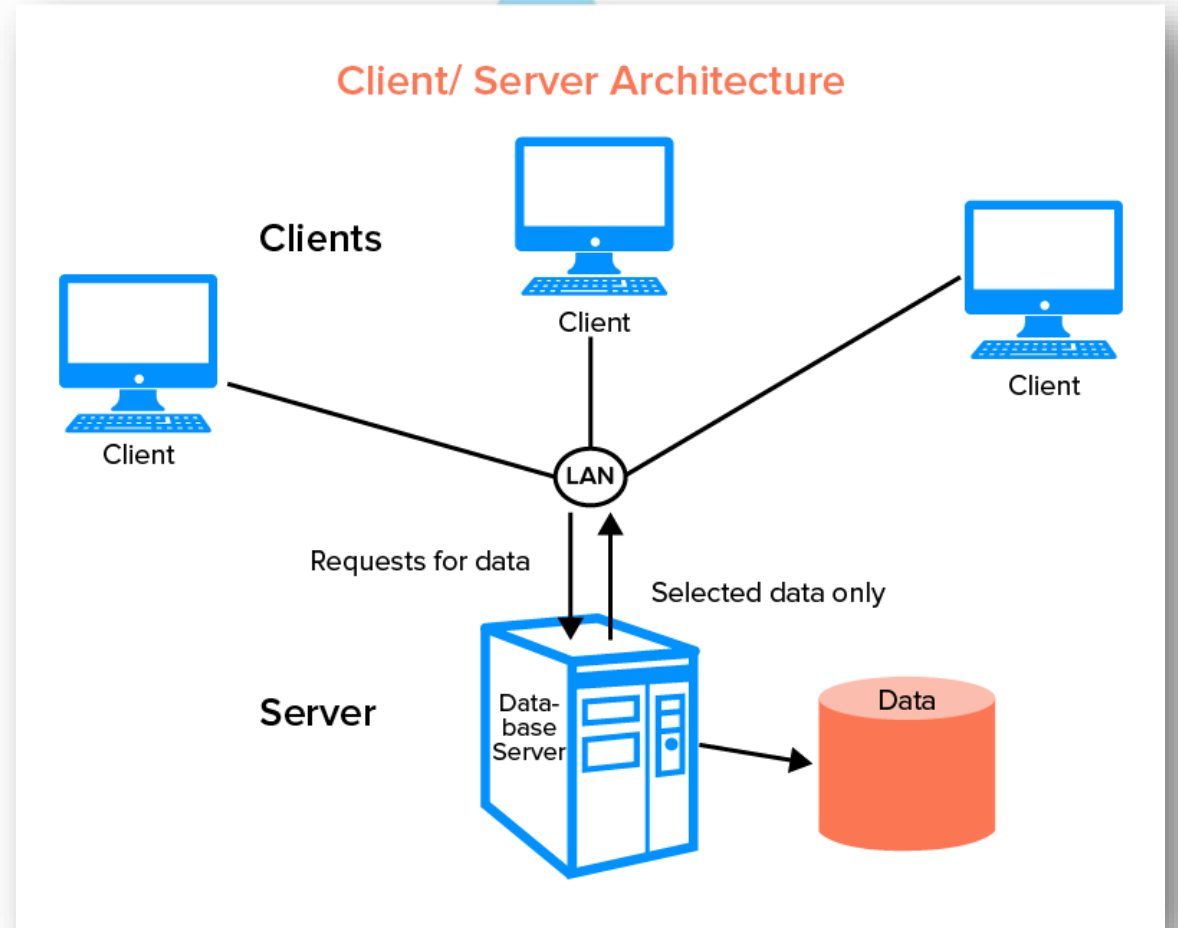 Client/ Server Architecture
Clients
Client
Client
Client
LAN
Requests for data
Selected data only
Server
Data-
base
Server
Data